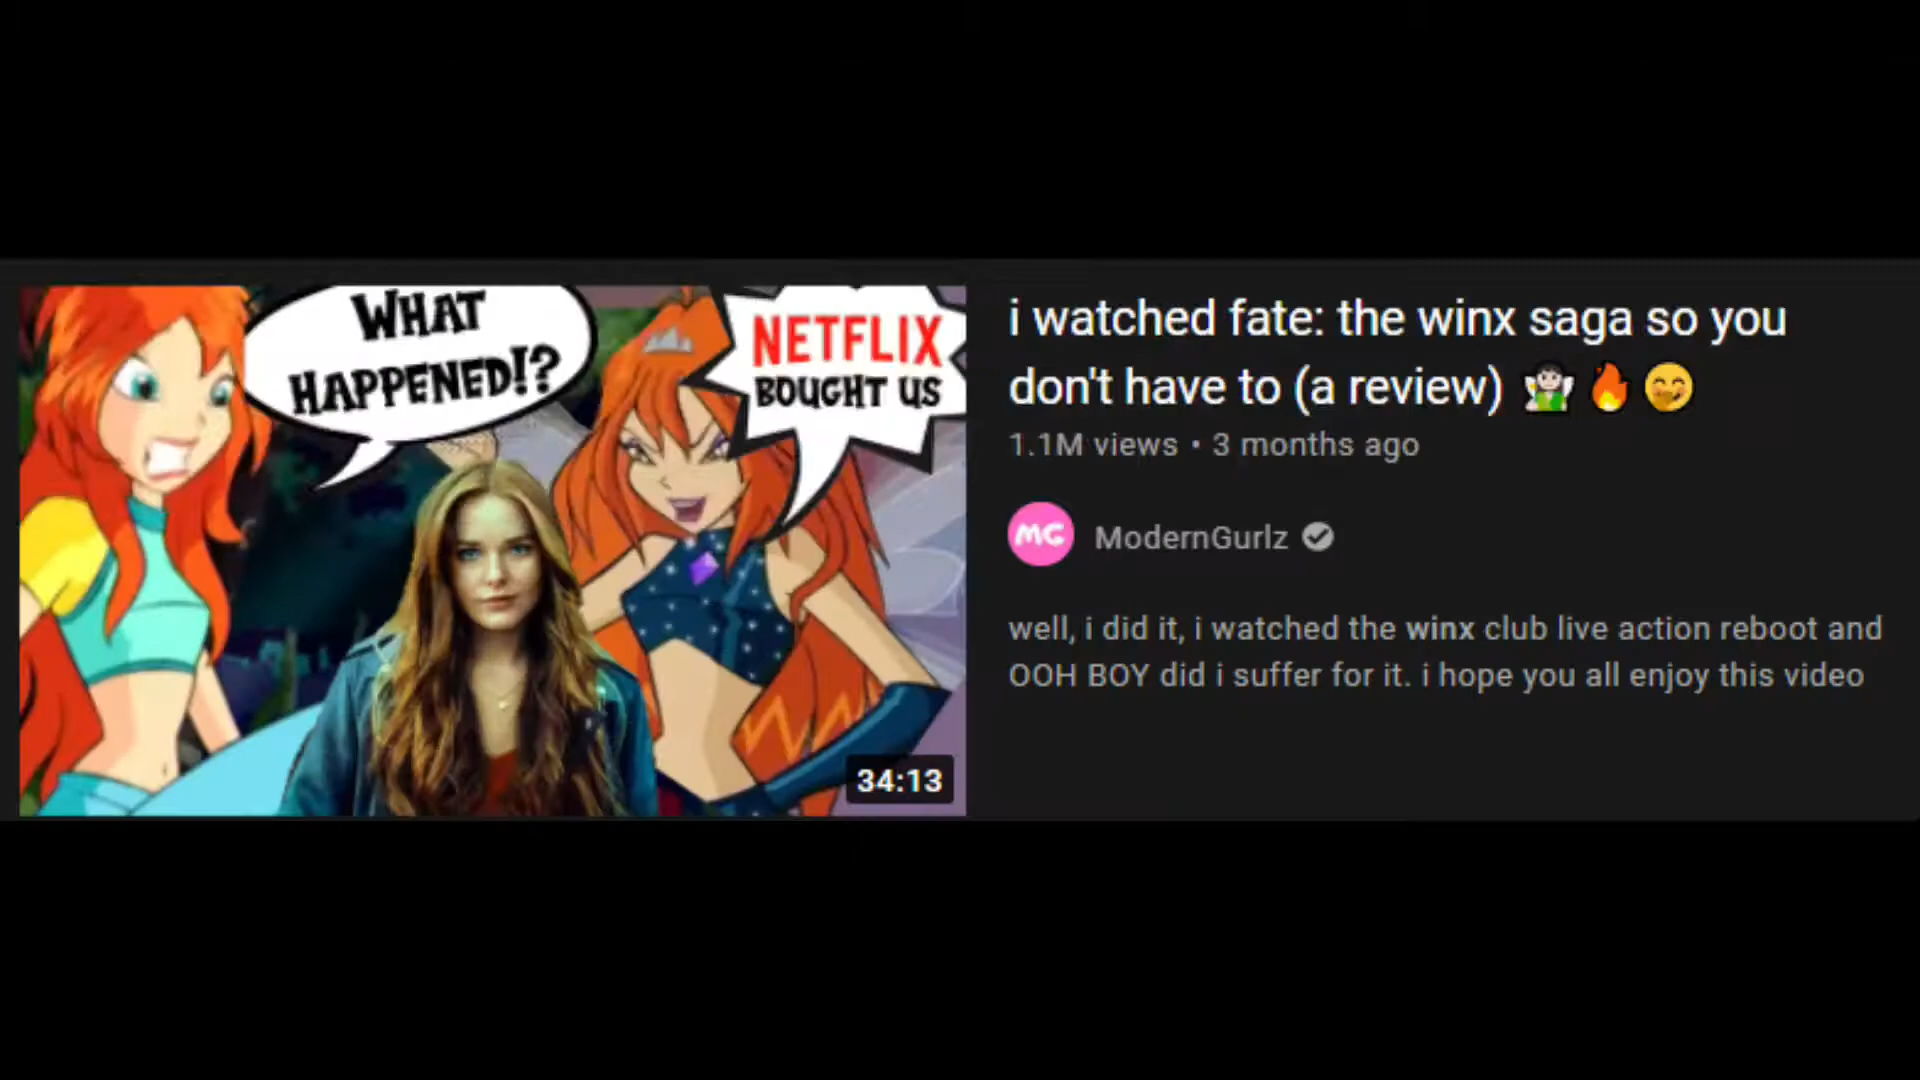 WHAT
HAPPENED!?
NETFLIX
BOUGHT US
34:13
i watched fate: the winx saga so you
don't have to (a review) 🧚🏻🔥🤭
1.1M views • 3 months ago
MG
ModernGurlz
well, i did it, i watched the winx club live action reboot and
OOH BOY did i suffer for it. i hope you all enjoy this video